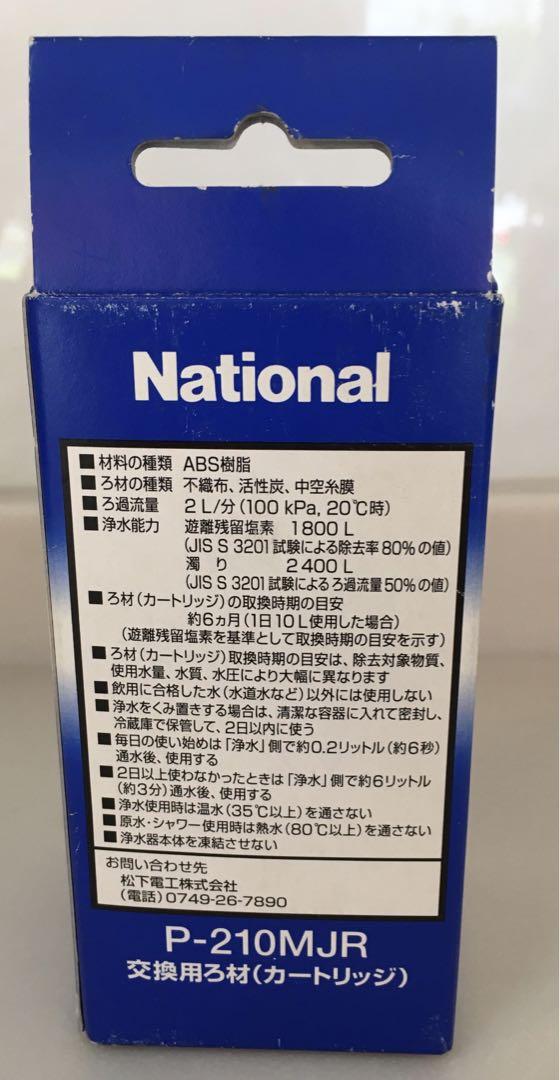 National
■材料の種類 ABS樹脂
■ろ材の種類 不織布、活性炭、中空糸膜
■ろ過流量 2L/分(100 kPa, 20℃時)
■浄水能力 遊離残留塩素 1800 L
(JIS S 3201試験による除去率80%の値)
濁り 2400 L
(JIS S 3201試験によるろ過流量50%の値)
■ろ材(カートリッジ)の取換時期の目安
約6ヵ月(1日10L使用した場合)
(遊離残留塩素を基準として取換時期の目安を示す)
■ろ材(カートリッジ)取換時期の目安は、除去対象物質、
使用水量、水質、水圧により大幅に異なります
■飲用に合格した水(水道水など)以外には使用しない
■浄水をくみ置きする場合は、清潔な容器に入れて密封し、
冷蔵庫で保管して、2日以内に使う
■毎日の使い始めは「浄水」側で約0.2リットル(約6秒)
通水後、使用する
■2日以上使わなかったときは「浄水」側で約6リットル
(約3分)通水後、使用する
■浄水使用時は温水(35℃以上)を通さない
■原水・シャワー使用時は熱水(80℃以上)を通さない
■浄水器本体を凍結させない
お問い合わせ先
松下電工株式会社
(電話)0749-26-7890
P-210MJR
交換用ろ材(カートリッジ)